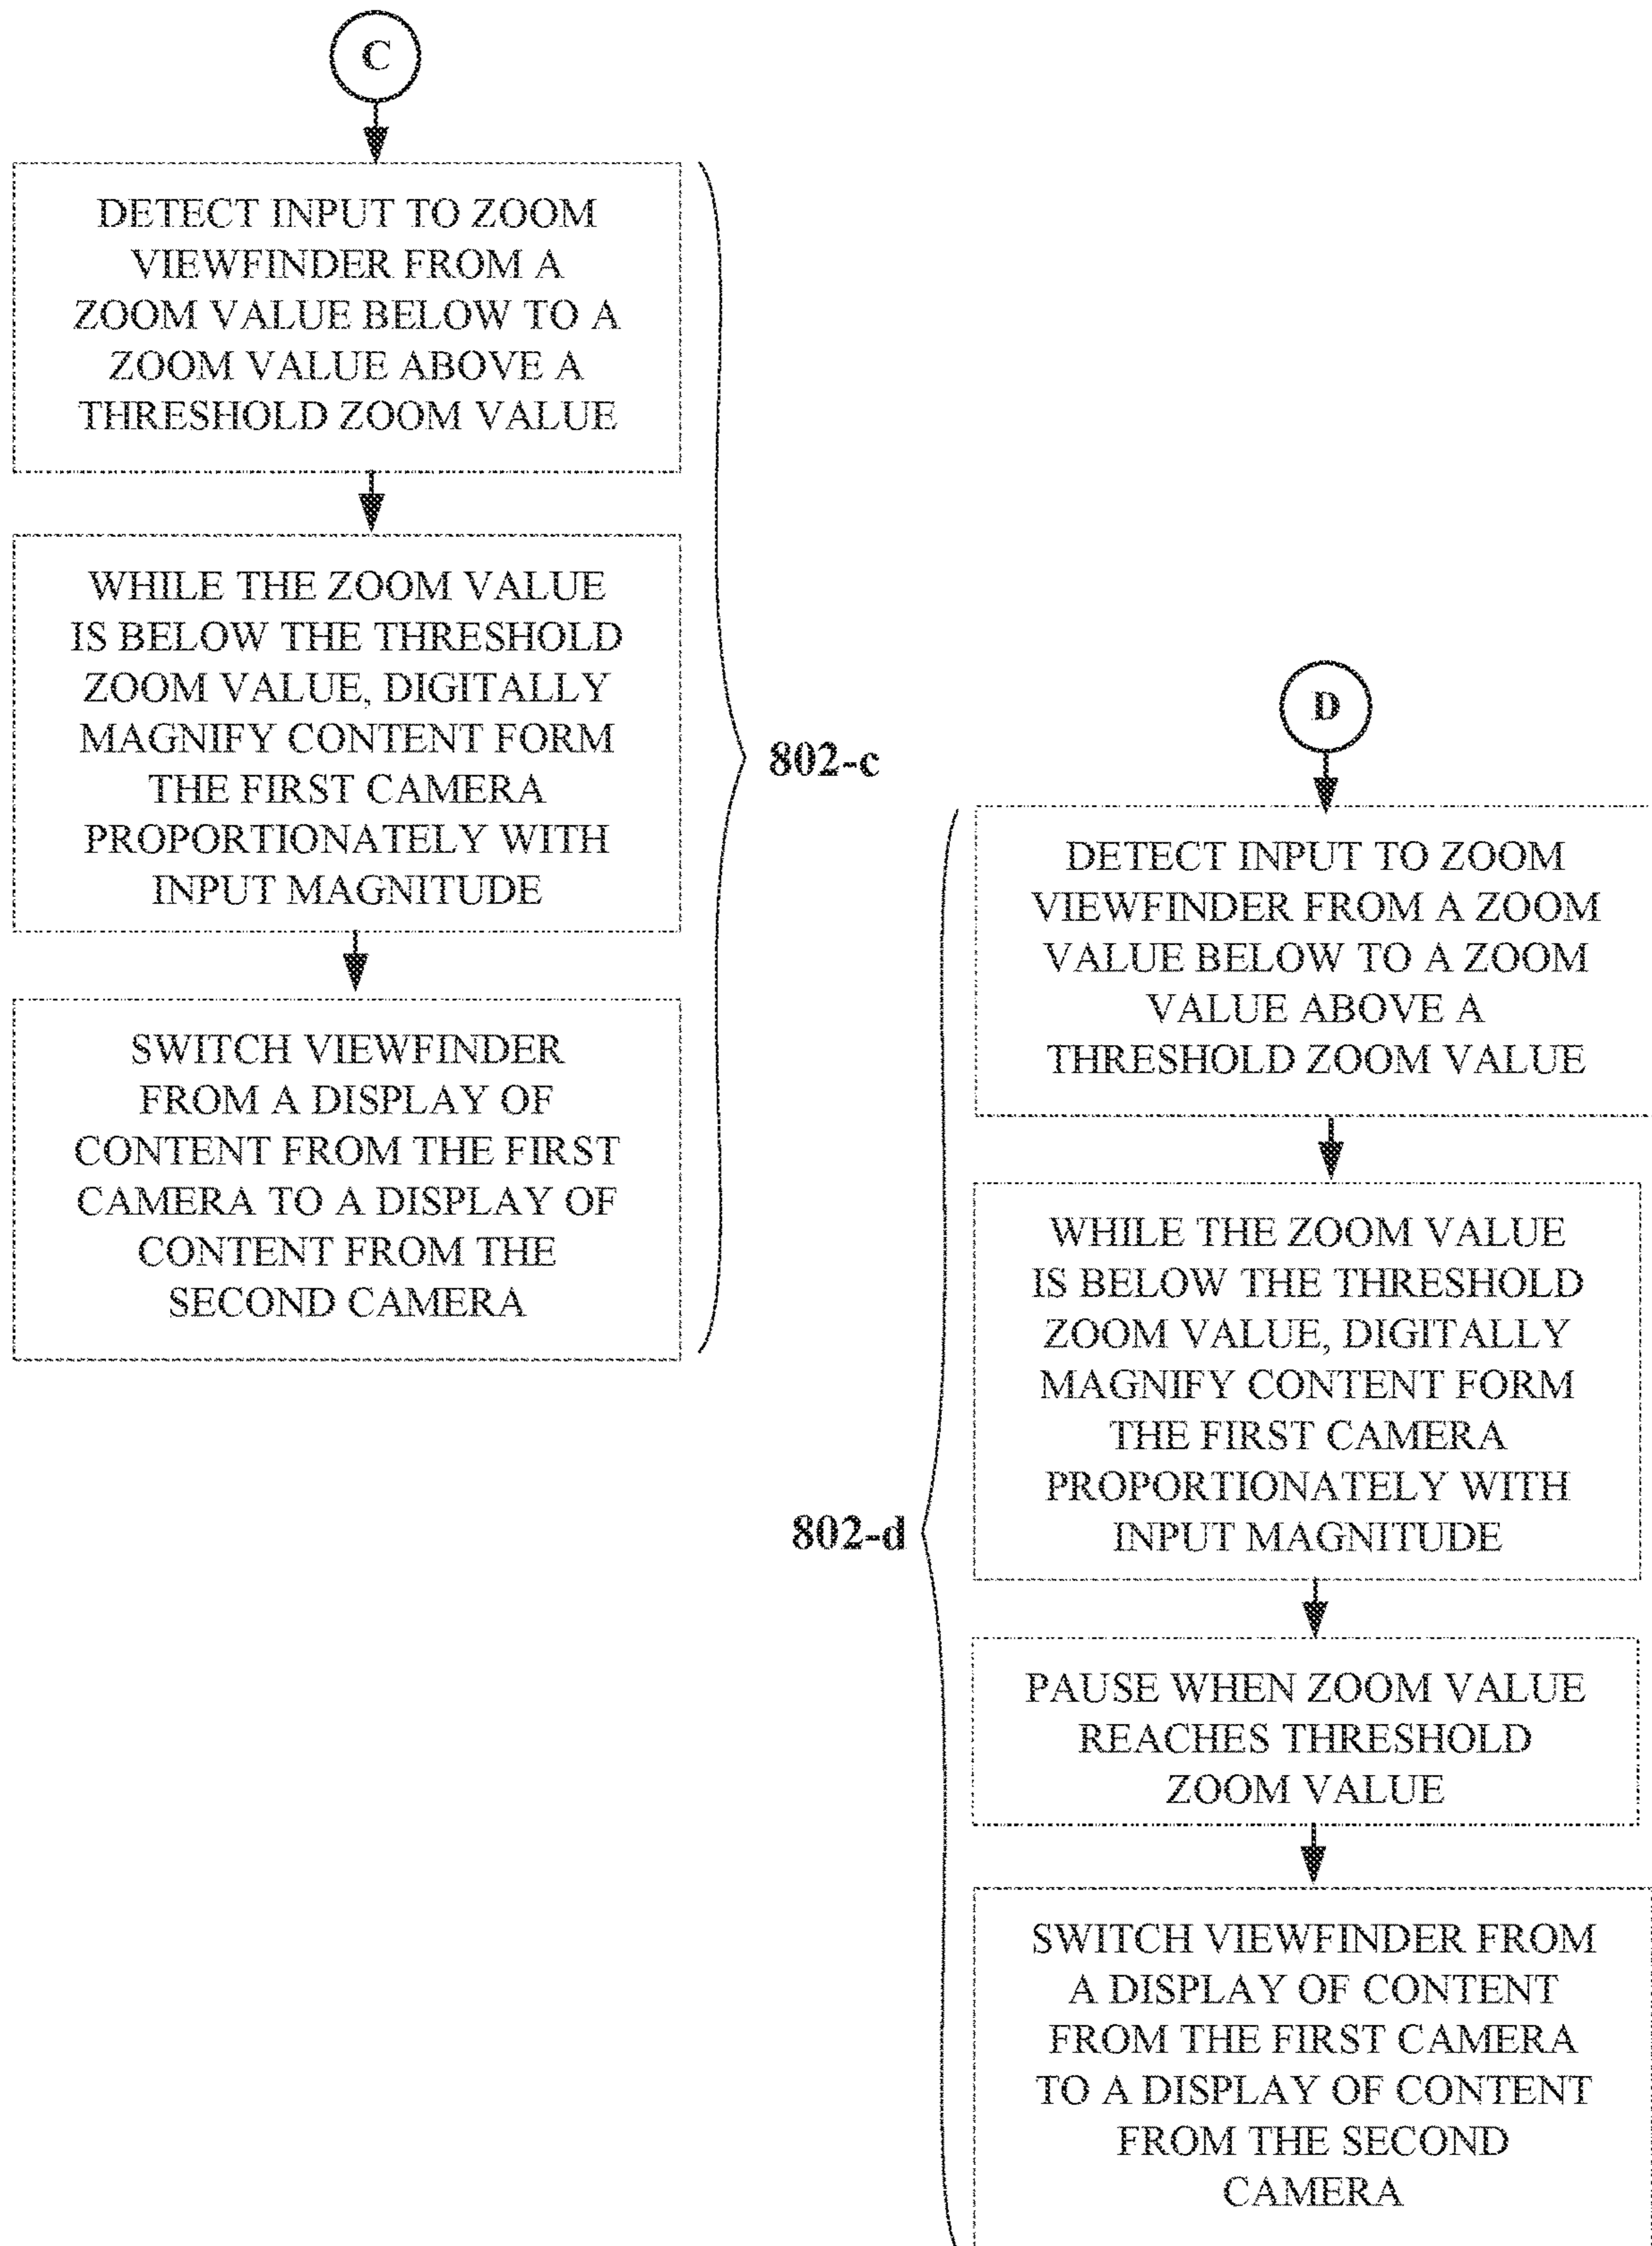 C
DETECT INPUT TO ZOOM
VIEWFINDER FROM A
ZOOM VALUE BELOW TO A
ZOOM VALUE ABOVE A
THRESHOLD ZOOM VALUE
WHILE THE ZOOM VALUE
IS BELOW THE THRESHOLD
ZOOM VALUE, DIGITALLY
MAGNIFY CONTENT FORM
THE FIRST CAMERA
PROPORTIONATELY WITH
INPUT MAGNITUDE
SWITCH VIEWFINDER
FROM A DISPLAY OF
CONTENT FROM THE FIRST
CAMERA TO A DISPLAY OF
CONTENT FROM THE
SECOND CAMERA
802-c
D
DETECT INPUT TO ZOOM
VIEWFINDER FROM A ZOOM
VALUE BELOW TO A ZOOM
VALUE ABOVE A
THRESHOLD ZOOM VALUE
WHILE THE ZOOM VALUE
IS BELOW THE THRESHOLD
ZOOM VALUE, DIGITALLY
MAGNIFY CONTENT FORM
THE FIRST CAMERA
PROPORTIONATELY WITH
INPUT MAGNITUDE
802-d
PAUSE WHEN ZOOM VALUE
REACHES THRESHOLD
ZOOM VALUE
SWITCH VIEWFINDER FROM
A DISPLAY OF CONTENT
FROM THE FIRST CAMERA
TO A DISPLAY OF CONTENT
FROM THE SECOND
CAMERA